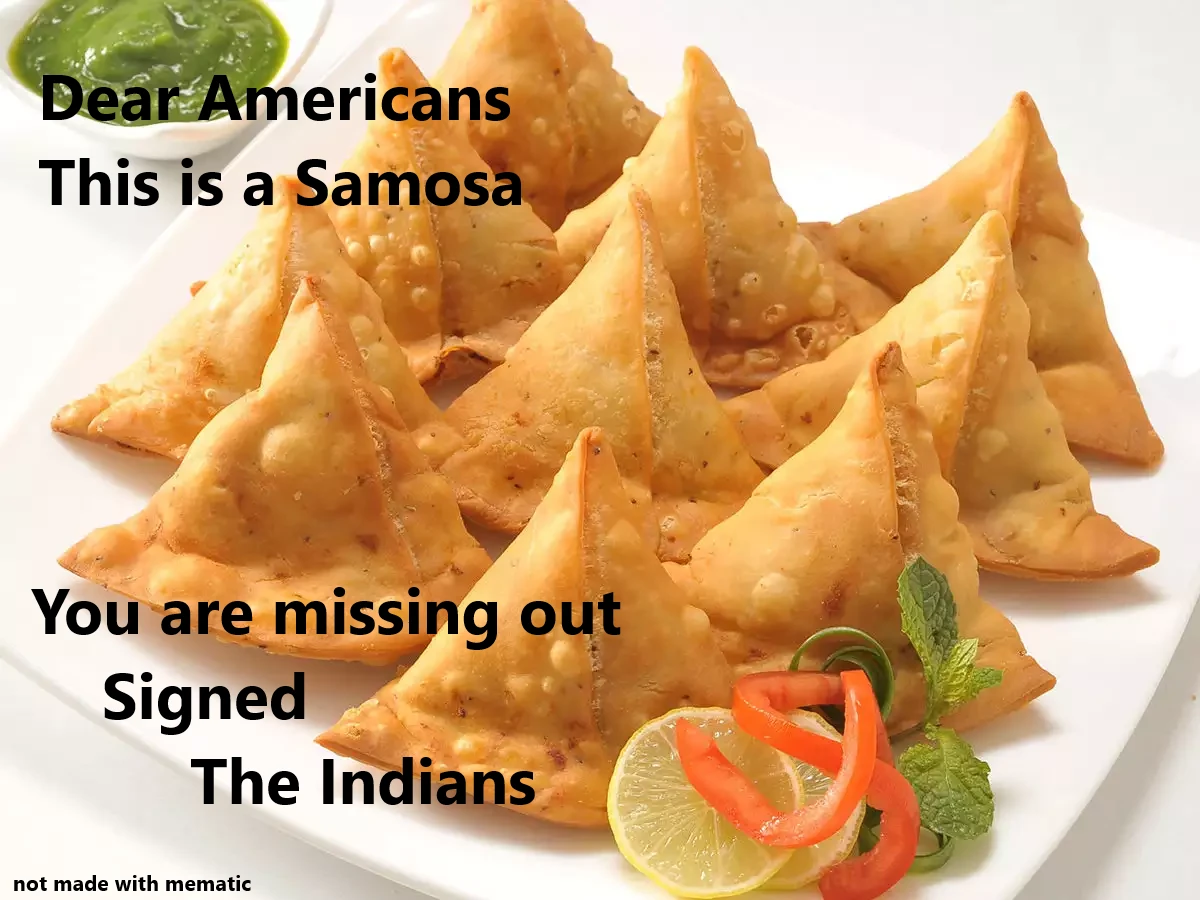 Dear Americans
This is a Samosa
You are missing out
Signed
The Indians
not made with mematic